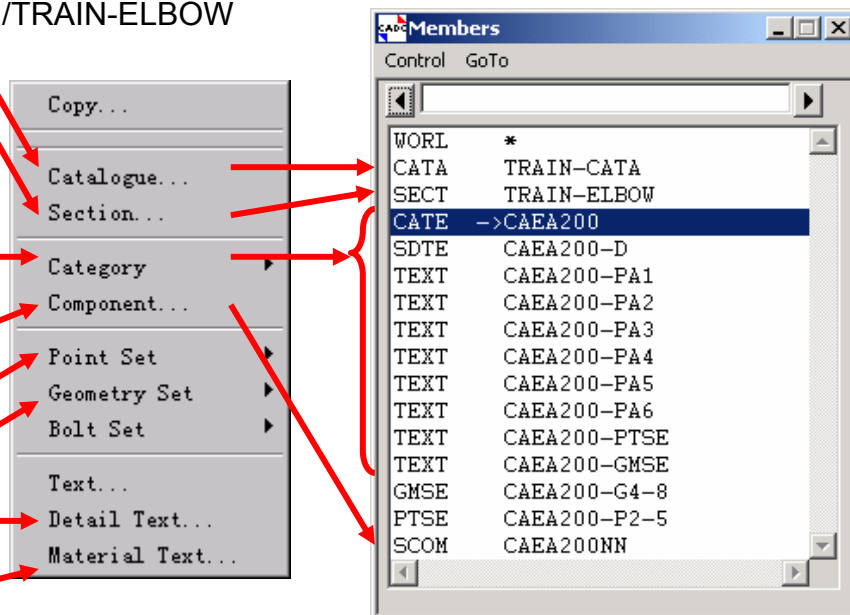 /TRAIN-ELBOW
Copy...
Catalogue...
Section...
Category
Component...
Point Set
Geometry Set
Bolt Set
Text...
Detail Text...
Material Text...
CADC Members
Control GoTo
WORL *
CATA TRAIN-CATA
SECT TRAIN-ELBOW
CATE ->CAEA200
SDTE CAEA200-D
TEXT CAEA200-PA1
TEXT CAEA200-PA2
TEXT CAEA200-PA3
TEXT CAEA200-PA4
TEXT CAEA200-PA5
TEXT CAEA200-PA6
TEXT CAEA200-PTSE
TEXT CAEA200-GMSE
GMSE CAEA200-G4-8
PTSE CAEA200-P2-5
SCOM CAEA200NN